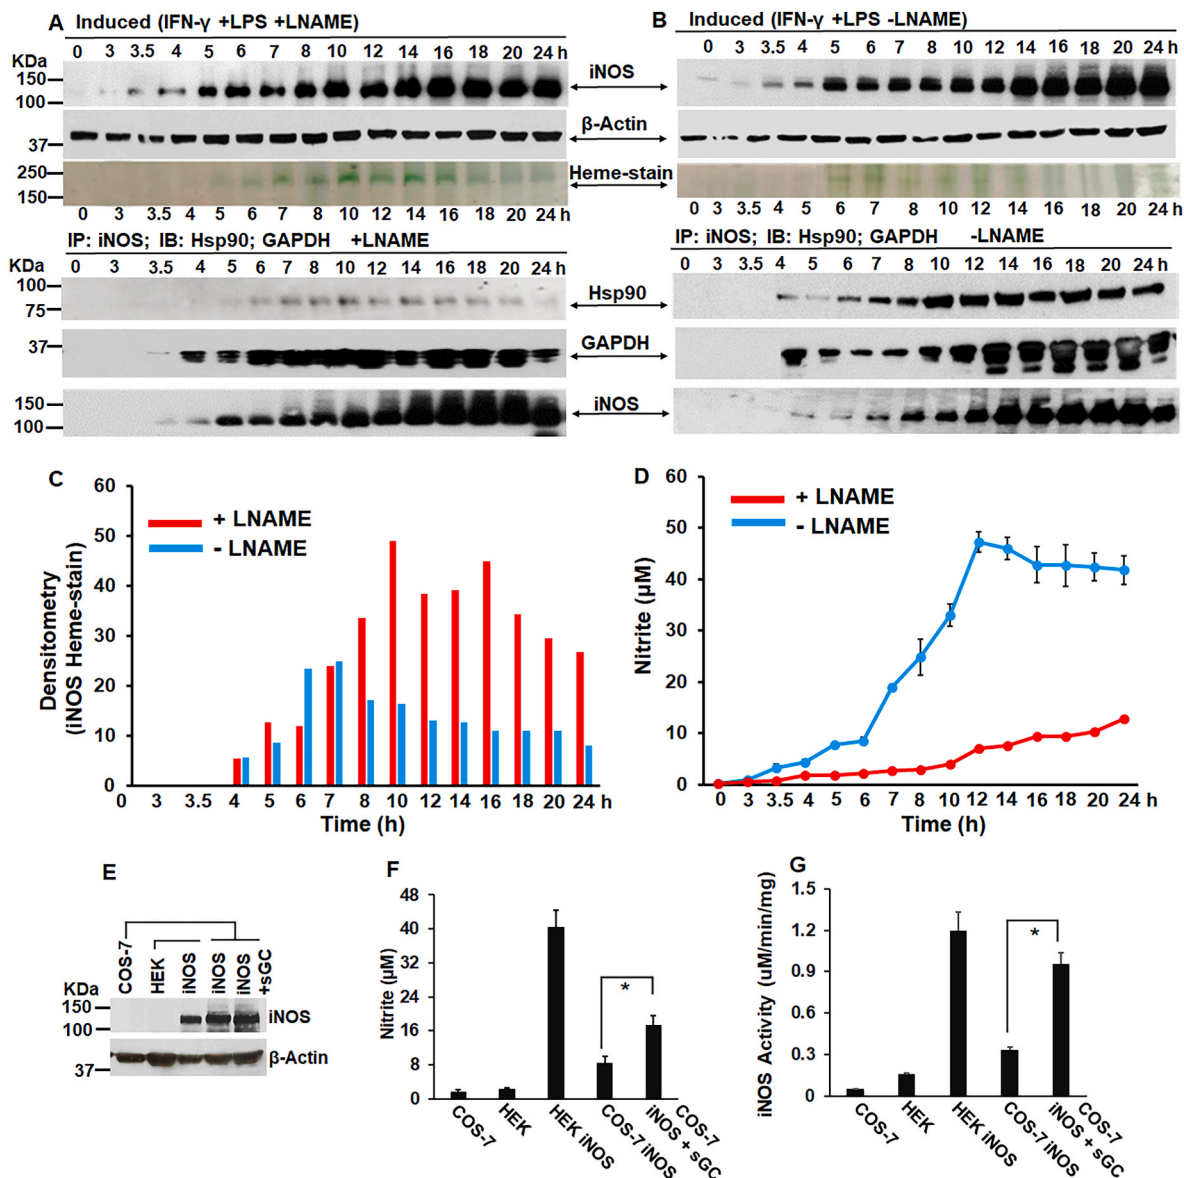 A Induced (IFN-γ +LPS +LNAME)
0 3 3.5 4 5 6 7 8 10 12 14 16 18 20 24 h
KDa
150
100
37
250
150
0 3 3.5 4 5 6 7 8 10 12 14 16 18 20 24 h
iNOS
β-Actin
Heme-stain
B Induced (IFN-γ +LPS -LNAME)
0 3 3.5 4 5 6 7 8 10 12 14 16 18 20 24 h
0 3 3.5 4 5 6 7 8 10 12 14 16 18 20 24 h
IP: iNOS; IB: Hsp90; GAPDH +LNAME
0 3 3.5 4 5 6 7 8 10 12 14 16 18 20 24 h
KDa
100
75
37
150
100
Hsp90
GAPDH
iNOS
IP: iNOS; IB: Hsp90; GAPDH -LNAME
0 3 3.5 4 5 6 7 8 10 12 14 16 18 20 24 h
C
Densitometry
(iNOS Heme-stain)
60
50
40
30
20
10
0
+ LNAME
- LNAME
0 3 3.5 4 5 6 7 8 10 12 14 16 18 20 24 h
Time (h)
D
Nitrite (µM)
60
50
40
30
20
10
0
+ LNAME
- LNAME
0 3 3.5 4 5 6 7 8 10 12 14 16 18 20 24 h
Time (h)
E
COS-7
HEK
iNOS
iNOS
iNOS
+sGC
KDa
150
100
37
iNOS
β-Actin
F
Nitrite (µM)
48
40
32
24
16
8
0
*
COS-7
HEK
HEK iNOS
COS-7 iNOS
COS-7
iNOS + sGC
G
iNOS Activity (uM/min/mg)
1.5
1.2
0.9
0.6
0.3
0
*
COS-7
HEK
HEK iNOS
COS-7 iNOS
COS-7
iNOS + sGC